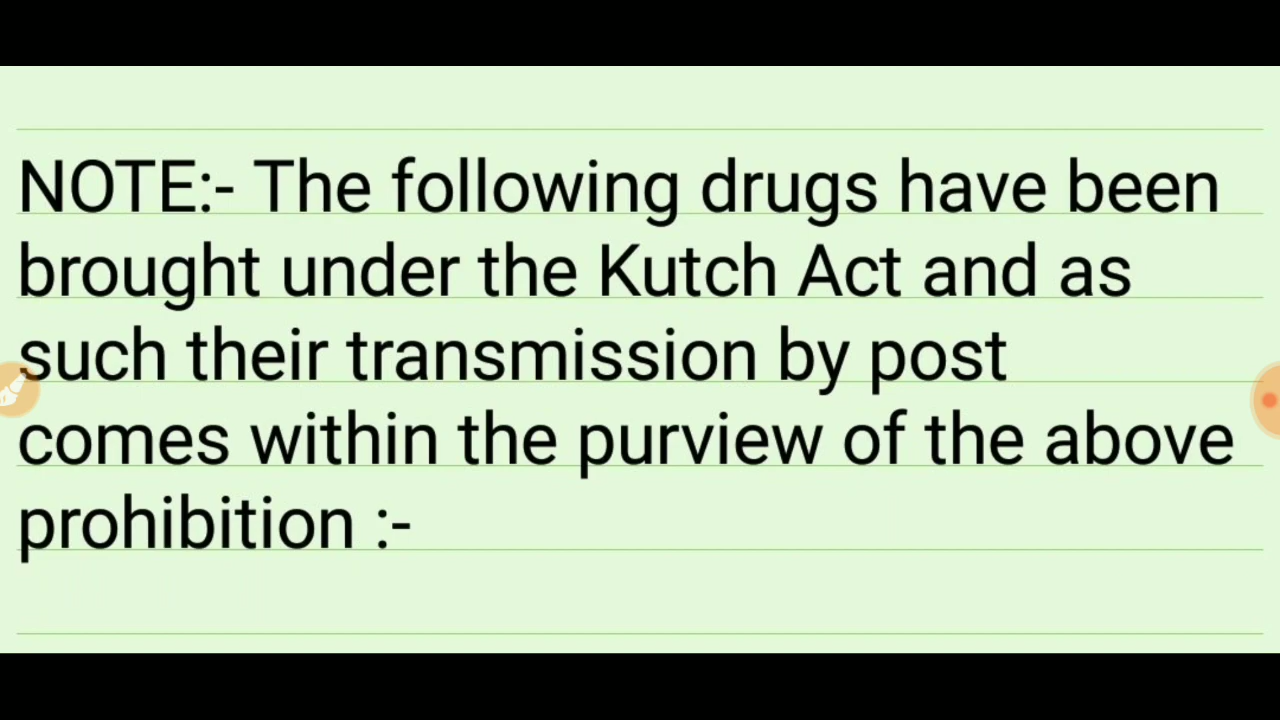 NOTE:- The following drugs have been
brought under the Kutch Act and as
such their transmission by post
comes within the purview of the above
prohibition :-